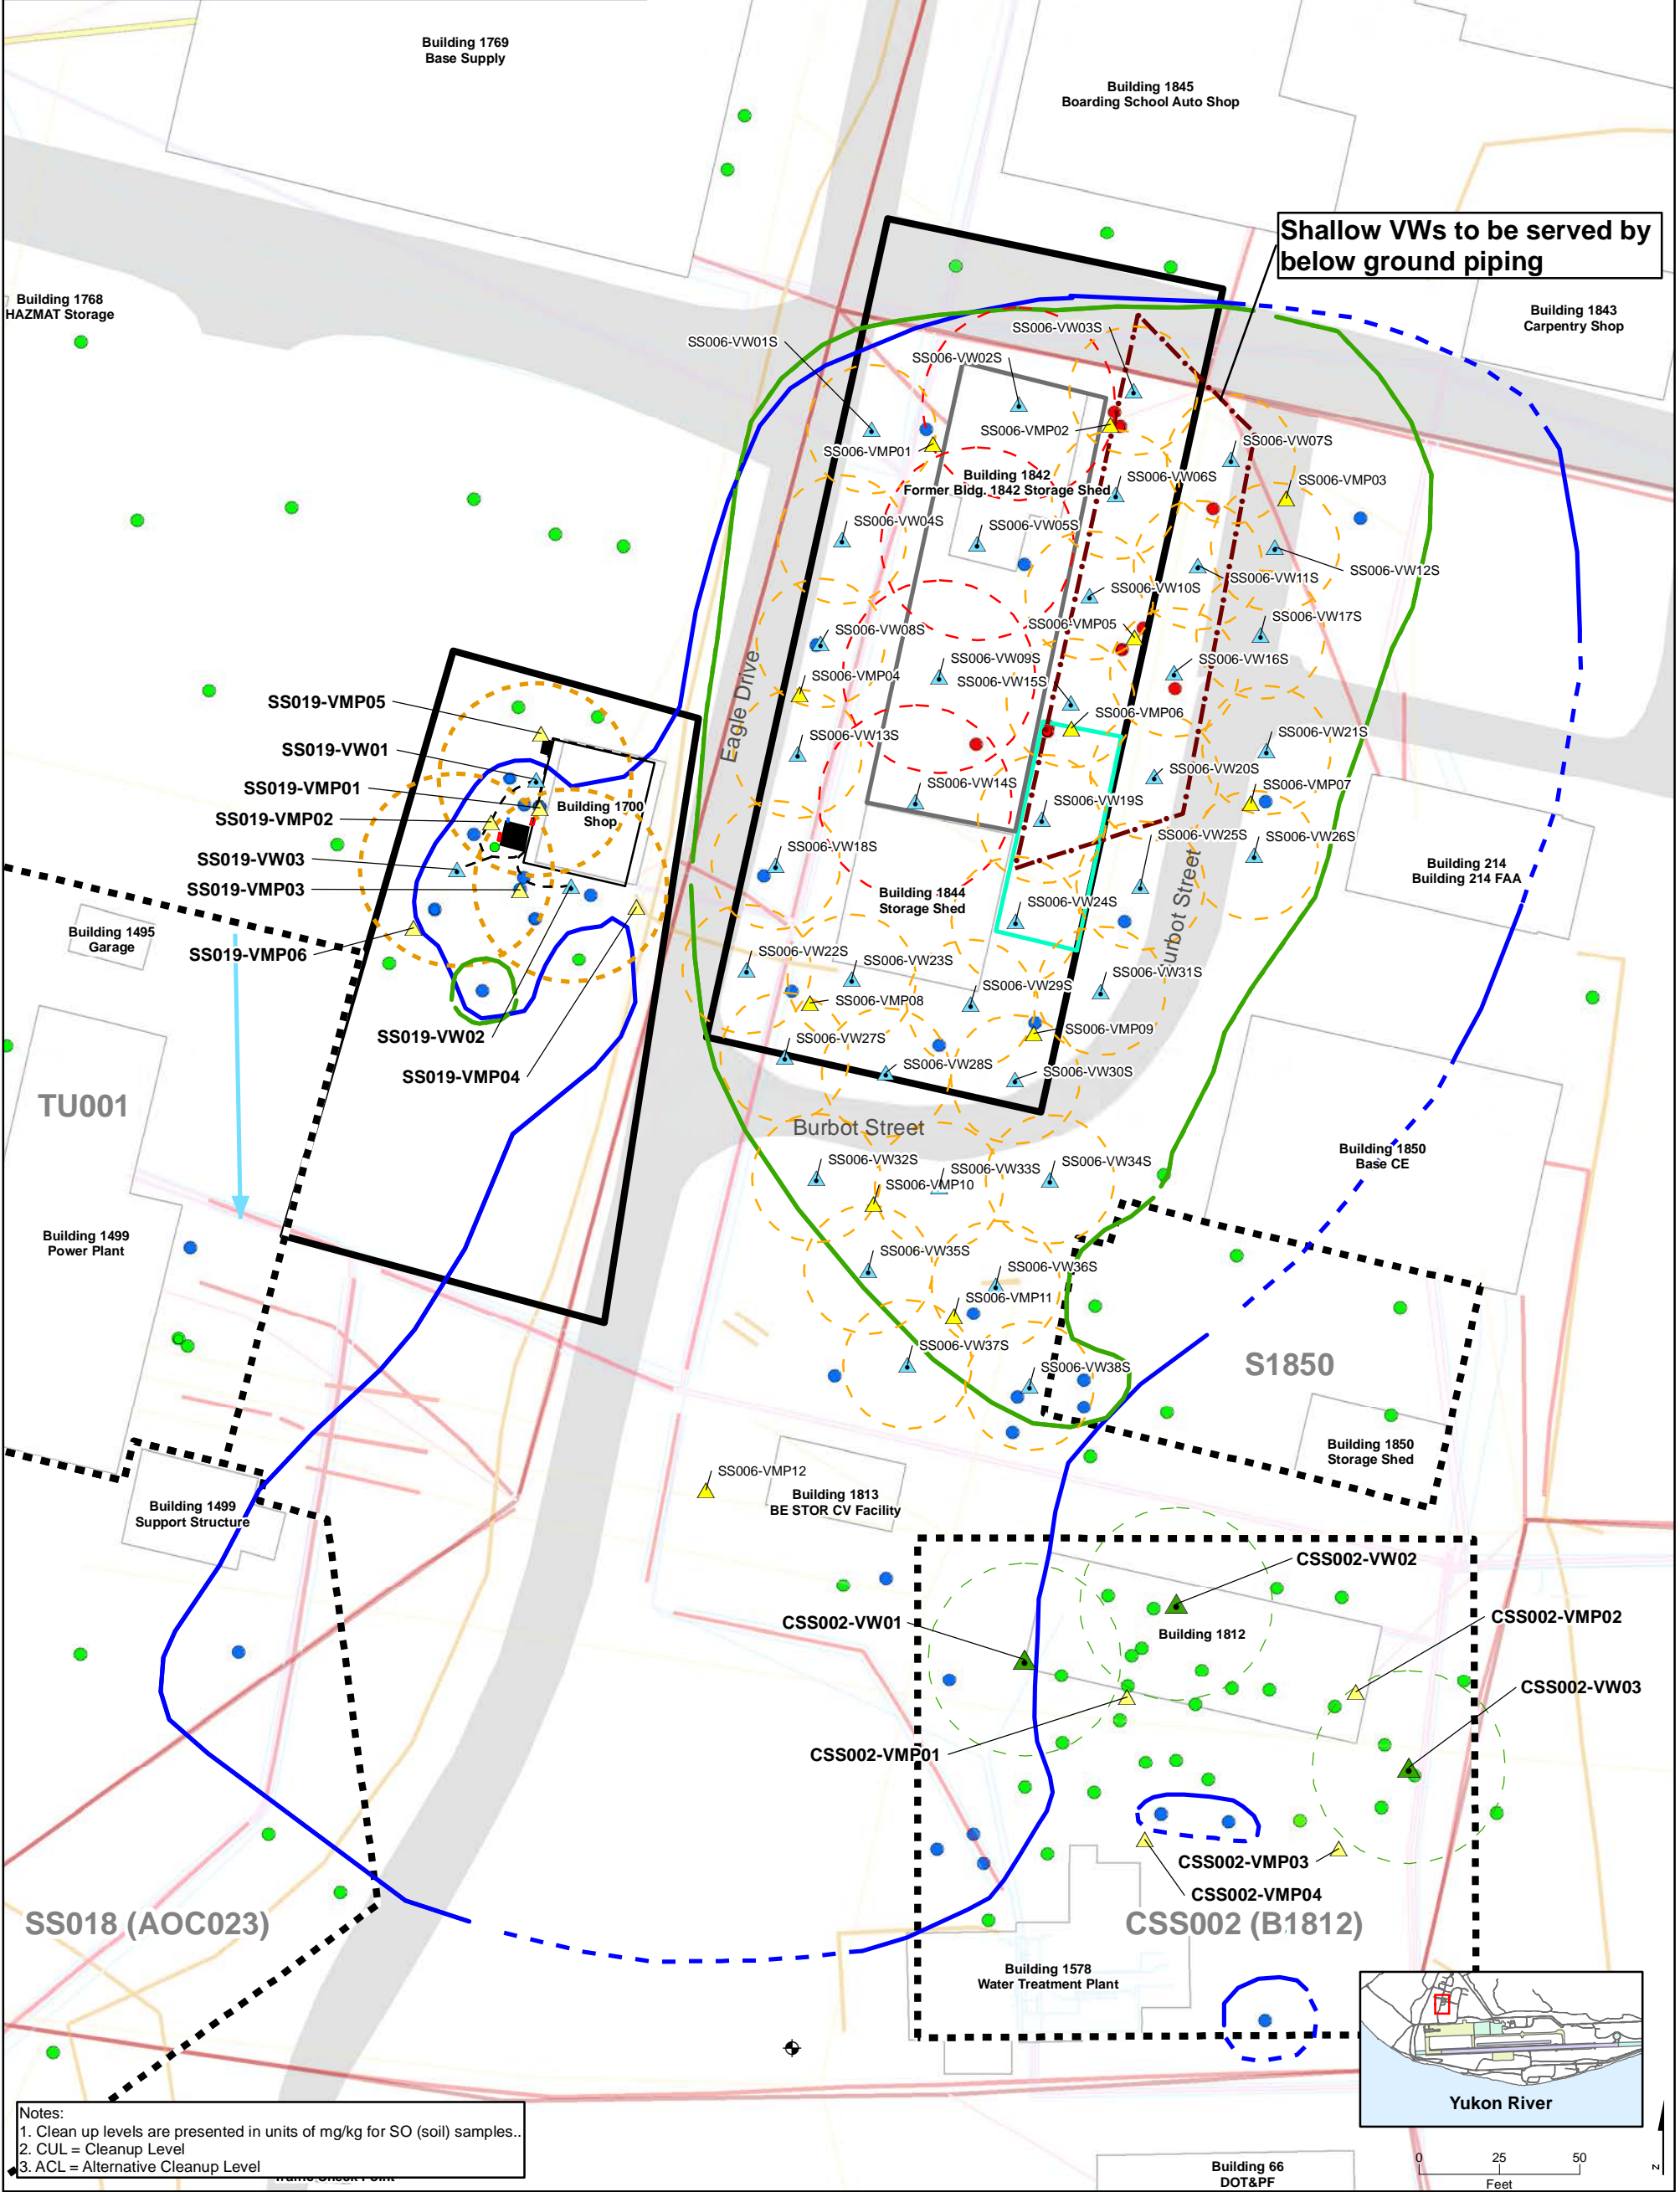 Building 1769
Base Supply
Building 1845
Boarding School Auto Shop
Shallow VWs to be served by
below ground piping
Building 1768
HAZMAT Storage
Building 1843
Carpentry Shop
SS006-VW03S
SS006-VW01S
SS006-VW02S
SS006-VMP02
SS006-VW07S
SS006-VMP01
Building 1842
Former Bldg. 1842 Storage Shed
SS006-VW06S
SS006-VMP03
SS006-VW04S
SS006-VW05S
SS006-VW12S
SS006-VW11S
SS006-VW10S
SS006-VW17S
SS006-VMP05
SS006-VW08S
SS006-VW09S
SS006-VW16S
SS006-VMP04
SS006-VW15S
Eagle Drive
SS019-VMP05
SS006-VMP06
SS006-VW13S
SS006-VW21S
SS019-VW01
SS006-VW20S
SS006-VW14S
SS006-VMP07
SS019-VMP01
Building 1700
Shop
SS006-VW19S
SS019-VMP02
SS006-VW25S
SS006-VW26S
SS006-VW18S
SS019-VW03
Building 214
Building 214 FAA
SS019-VMP03
Building 1844
Storage Shed
SS006-VW24S
Burbot Street
Building 1495
Garage
SS019-VMP06
SS006-VW22S
SS006-VW23S
SS006-VW31S
SS006-VW29S
SS006-VMP08
SS006-VMP09
SS019-VW02
SS006-VW27S
SS006-VW28S
SS006-VW30S
SS019-VMP04
TU001
Burbot Street
Building 1850
Base CE
SS006-VW32S
SS006-VW33S
SS006-VW34S
SS006-VMP10
Building 1499
Power Plant
SS006-VW35S
SS006-VW36S
SS006-VMP11
SS006-VW37S
SS006-VW38S
S1850
Building 1850
Storage Shed
SS006-VMP12
Building 1813
BE STOR CV Facility
Building 1499
Support Structure
CSS002-VW02
CSS002-VW01
CSS002-VMP02
Building 1812
CSS002-VW03
CSS002-VMP01
CSS002-VMP03
CSS002-VMP04
SS018 (AOC023)
CSS002 (B1812)
Building 1578
Water Treatment Plant
Yukon River
Notes:
1. Clean up levels are presented in units of mg/kg for SO (soil) samples..
2. CUL = Cleanup Level
3. ACL = Alternative Cleanup Level
Building 66
DOT&PF
0 25 50
Feet
N